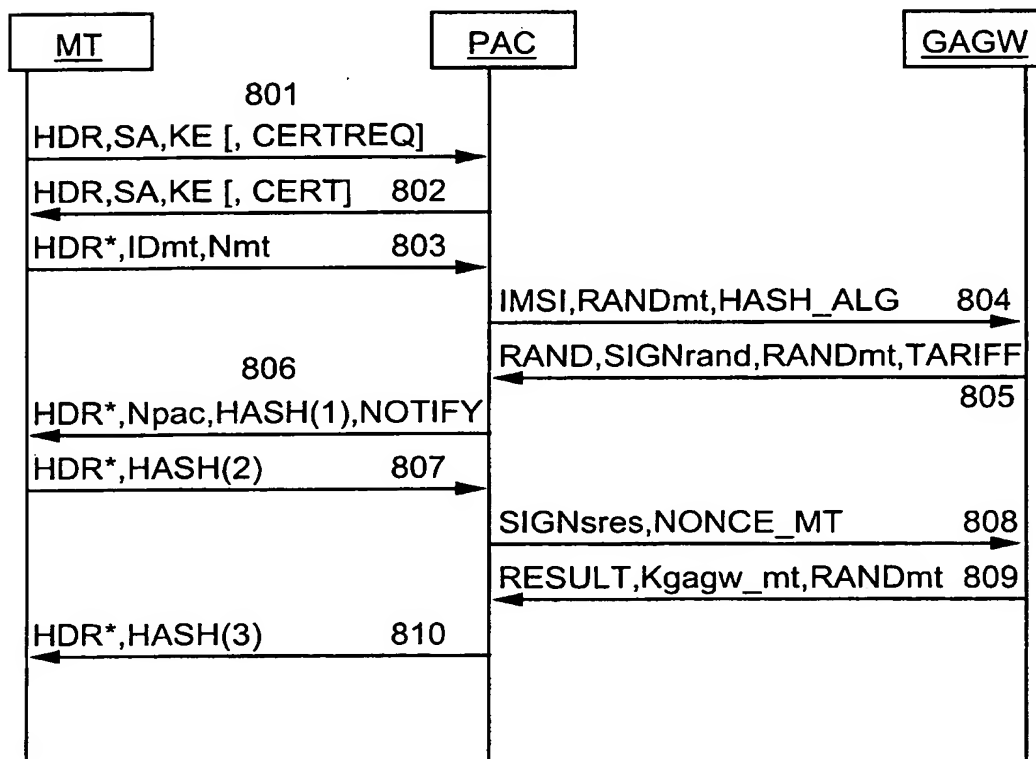 MT PAC GAGW
801
HDR,SA,KE [, CERTREQ]
HDR,SA,KE [, CERT] 802
HDR*,IDmt,Nmt 803
IMSI,RANDmt,HASH_ALG 804
RAND,SIGNrand,RANDmt,TARIFF
805
806
HDR*,Npac,HASH(1),NOTIFY
HDR*,HASH(2) 807
SIGNsres,NONCE_MT 808
RESULT,Kgagw_mt,RANDmt 809
HDR*,HASH(3) 810